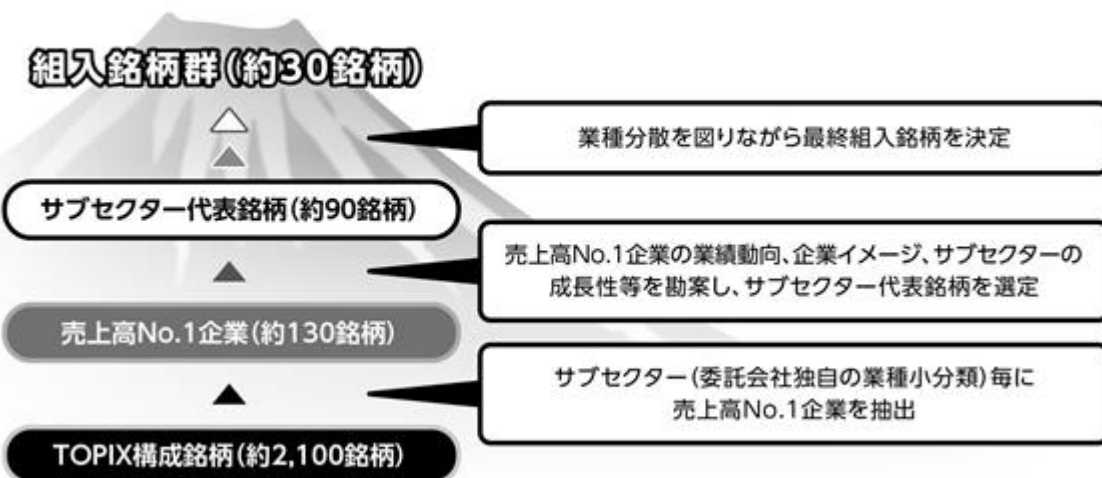 組入銘柄群(約30銘柄)
業種分散を図りながら最終組入銘柄を決定
サブセクター代表銘柄(約90銘柄)
売上高No.1企業の業績動向、企業イメージ、サブセクターの
成長性等を勘案し、サブセクター代表銘柄を選定
売上高No.1企業(約130銘柄)
サブセクター(委託会社独自の業種小分類)毎に
売上高No.1企業を抽出
TOPIX構成銘柄(約2,100銘柄)